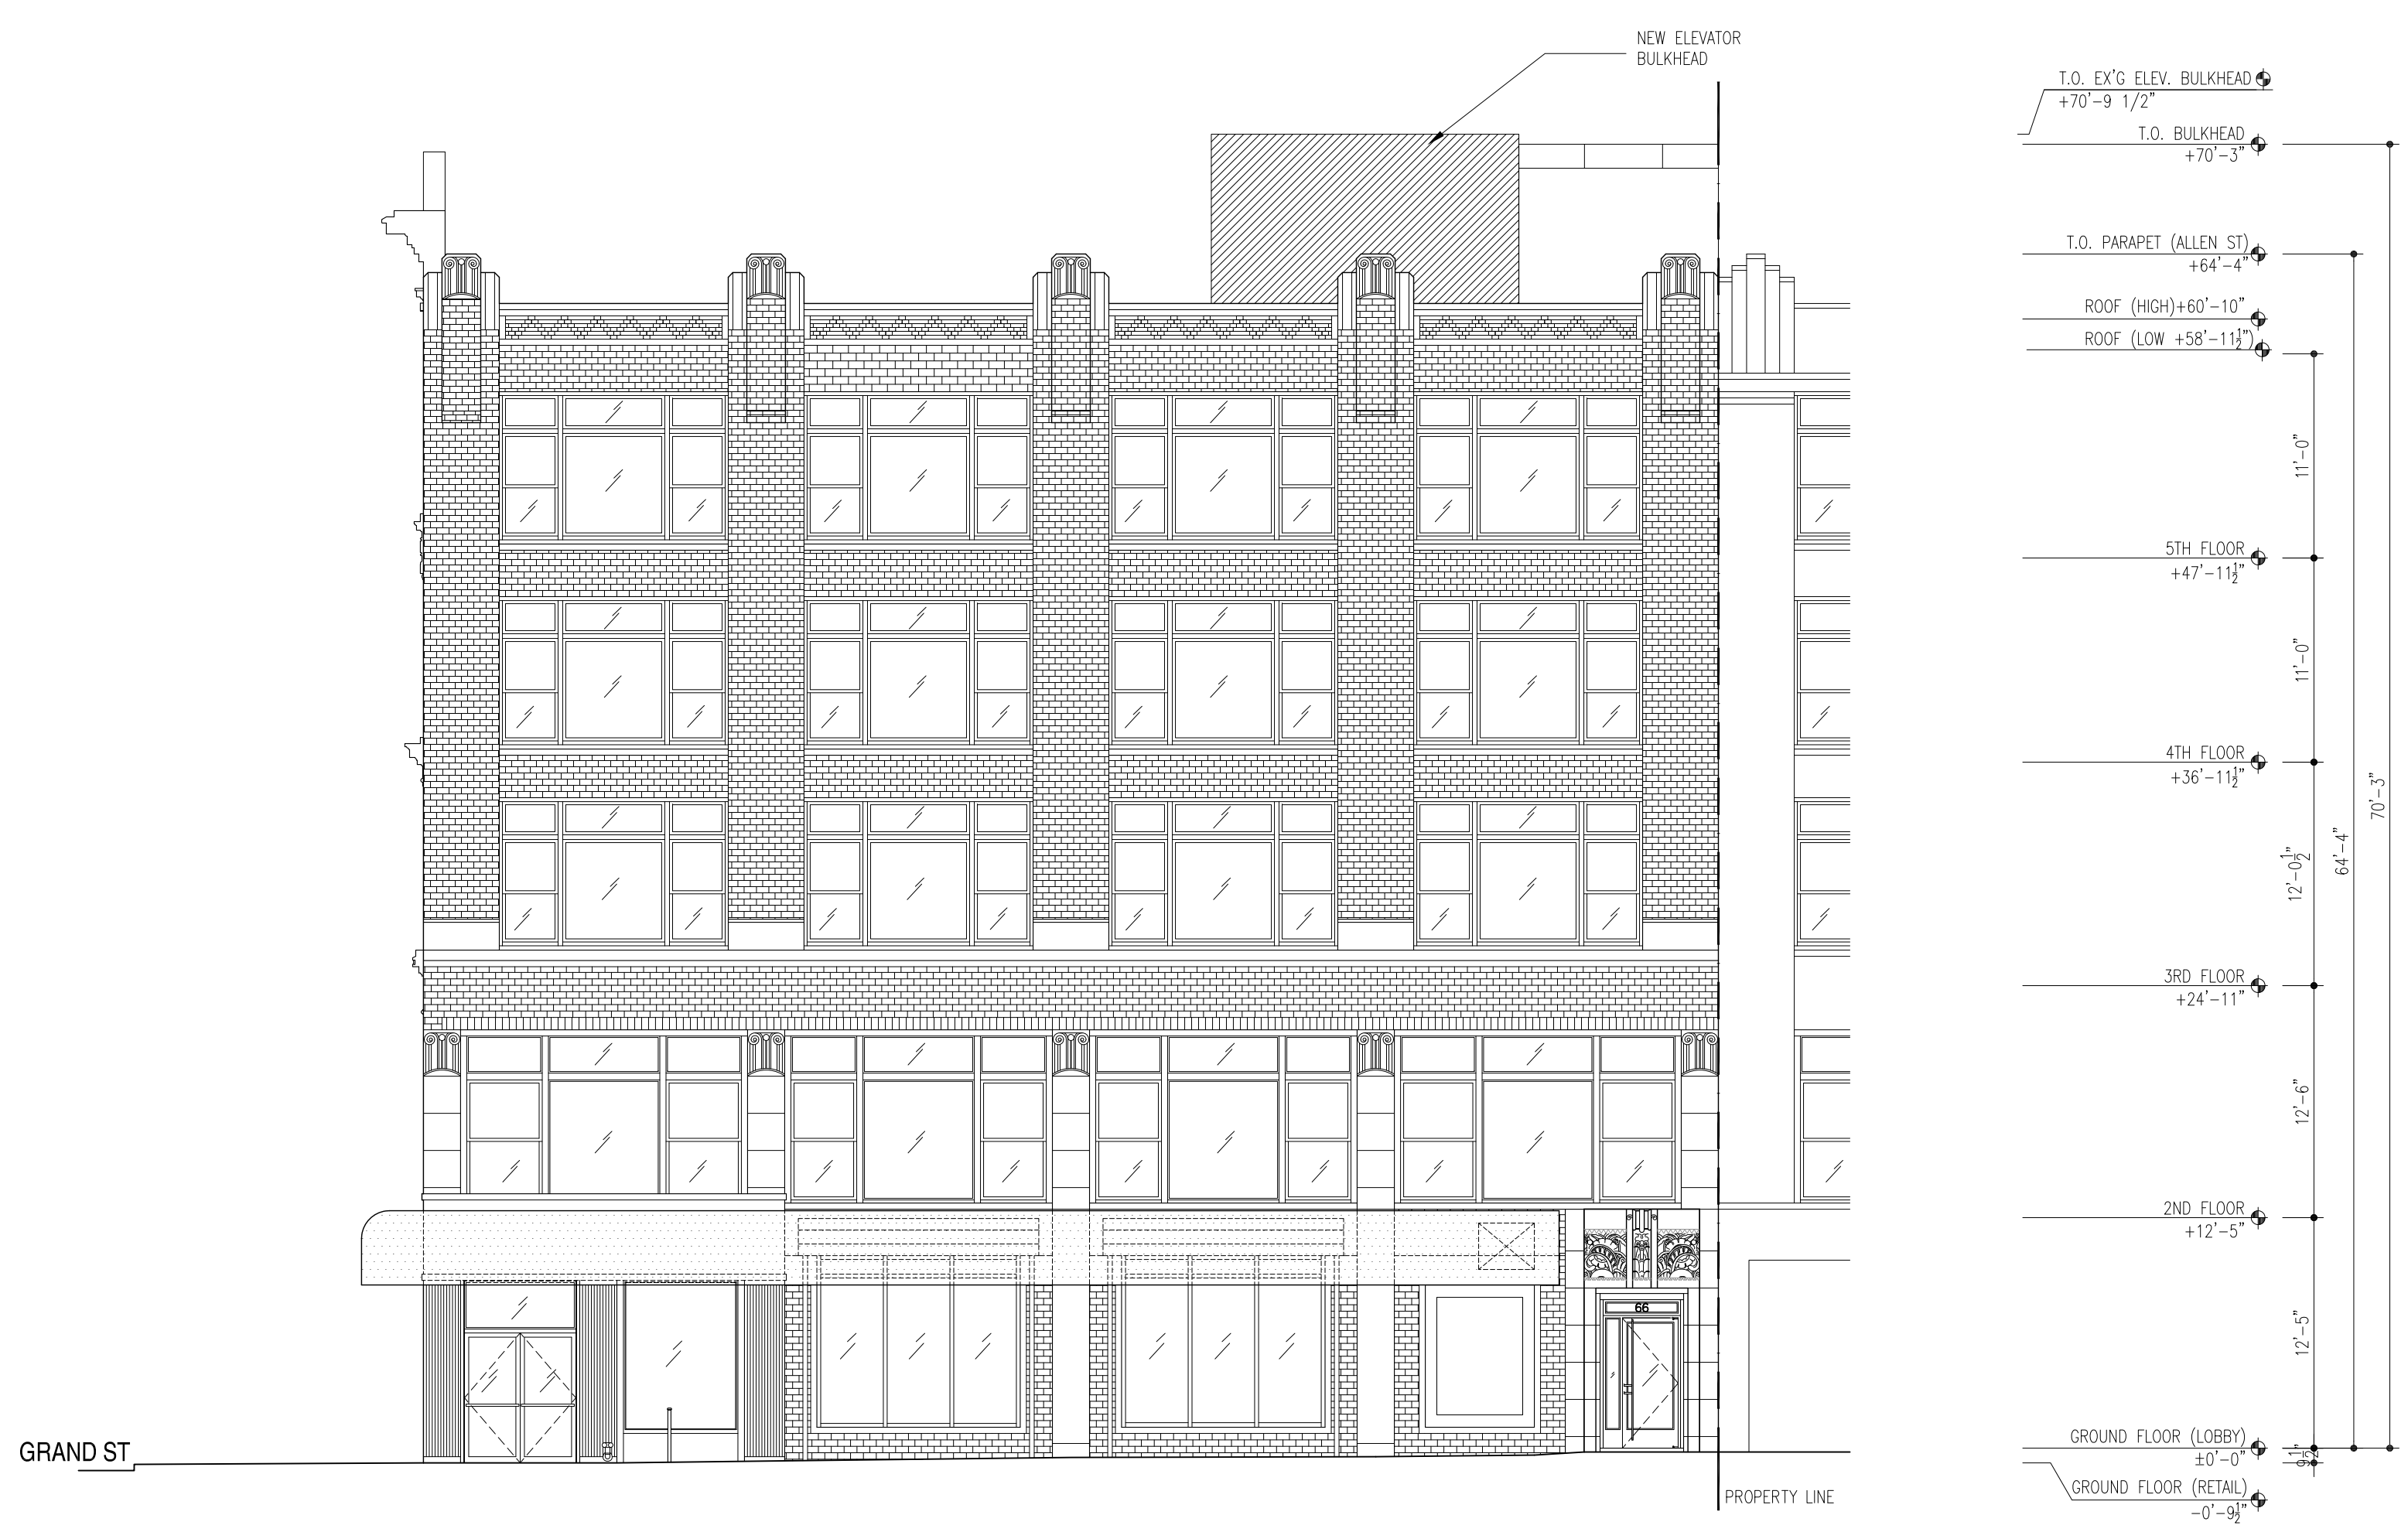 NEW ELEVATOR
BULKHEAD
T.O. EX'G ELEV. BULKHEAD
+70'-9 1/2"
T.O. BULKHEAD
+70'-3"
T.O. PARAPET (ALLEN ST)
+64'-4"
ROOF (HIGH)+60'-10"
ROOF (LOW +58'-11½")
11'-0"
5TH FLOOR
+47'-11½"
11'-0"
4TH FLOOR
+36'-11½"
70'-3"
64'-4"
12'-0½"
3RD FLOOR
+24'-11"
12'-6"
2ND FLOOR
+12'-5"
12'-5"
66
GRAND ST
GROUND FLOOR (LOBBY)
±0'-0"
9½"
GROUND FLOOR (RETAIL)
-0'-9½"
PROPERTY LINE